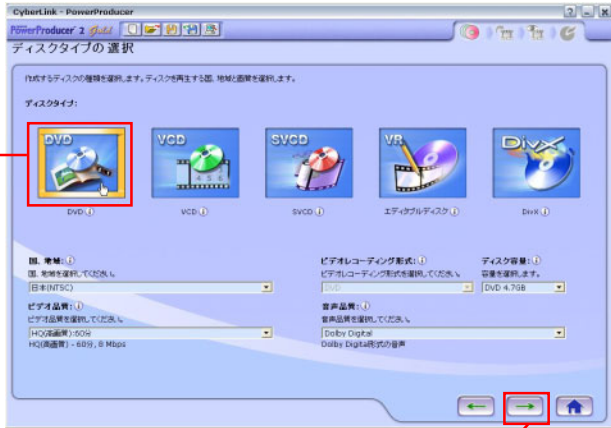 CyberLink - PowerProducer
PowerProducer 2 Gold
ディスクタイプの選択
作成するディスクの種類を選択します。ディスクを再生する国、地域と画質を選択します。
ディスクタイプ:
DVD
VCD
SVCD
VR
DivX
DVD
VCD
SVCD
エディタブルディスク
DivX
国、地域:
国、地域を選択してください。
日本(NTSC)
ビデオレコーディング形式:
ビデオレコーディング形式を選択してください。
DVD
ディスク容量:
容量を選択します。
DVD 4.7GB
ビデオ品質:
ビデオ品質を選択してください。
HQ(高画質):60分
HQ(高画質) - 60分, 8 Mbps
音声品質:
音声品質を選択してください。
Dolby Digital
Dolby Digital形式の音声